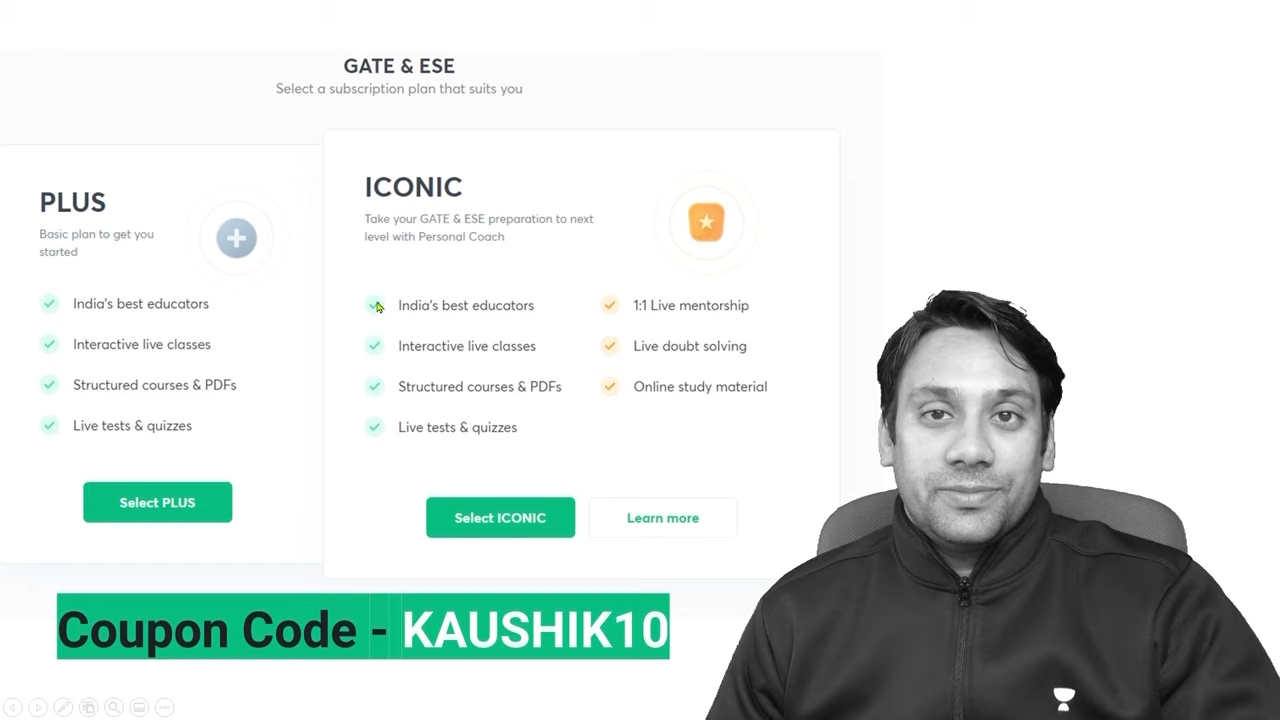 GATE & ESE
Select a subscription plan that suits you
PLUS
Basic plan to get you
started
India's best educators
Interactive live classes
Structured courses & PDFs
Live tests & quizzes
Select PLUS
ICONIC
Take your GATE & ESE preparation to next
level with Personal Coach
India's best educators
Interactive live classes
Structured courses & PDFs
Live tests & quizzes
1:1 Live mentorship
Live doubt solving
Online study material
Select ICONIC
Learn more
Coupon Code - KAUSHIK10